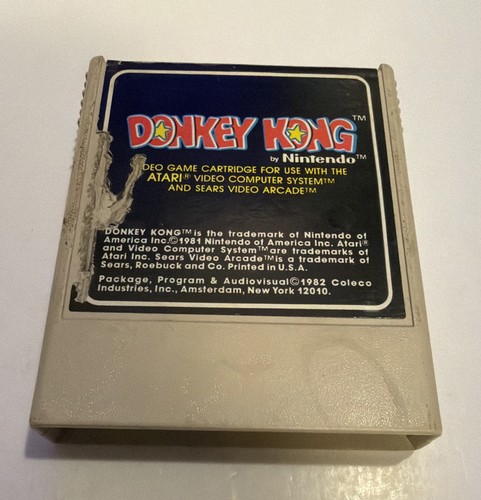 DONKEY KONG™
by Nintendo™
DEO GAME CARTRIDGE FOR USE WITH THE
ATARI® VIDEO COMPUTER SYSTEM™
AND SEARS VIDEO ARCADE™
DONKEY KONG™ is the trademark of Nintendo of
America Inc.©1981 Nintendo of America Inc. Atari®
and Video Computer System™ are trademarks of
Atari Inc. Sears Video Arcade™ is a trademark of
Sears, Roebuck and Co. Printed in U.S.A.
Package, Program & Audiovisual©1982 Coleco
Industries, Inc., Amsterdam, New York 12010.